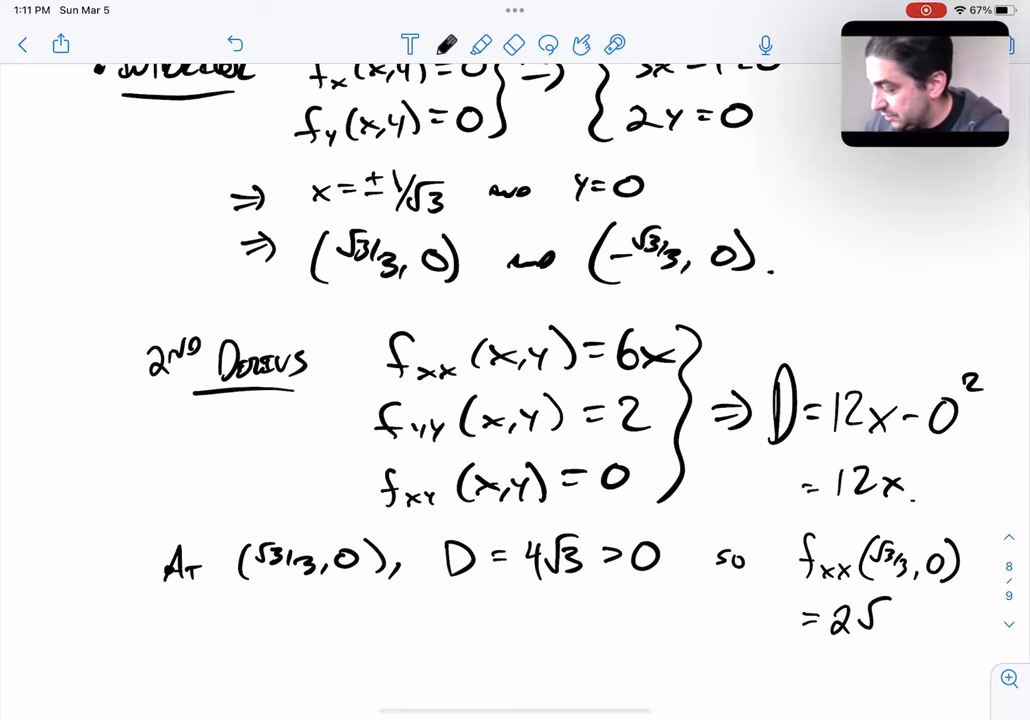 1:11 PM Sun Mar 5
67%
• INTERIOR f_x(x,y)=0 } → {
f_y(x,y)=0 2y=0
⇒ x=±1/√3 AND y=0
⇒ (√3/3, 0) AND (-√3/3, 0).
2ND DERIVS f_xx(x,y)=6x
f_yy(x,y)=2 ⇒ D=12x-0²
f_xy(x,y)=0 =12x.
AT (√3/3, 0), D=4√3>0 so f_xx(√3/3, 0)
=2√
8/9